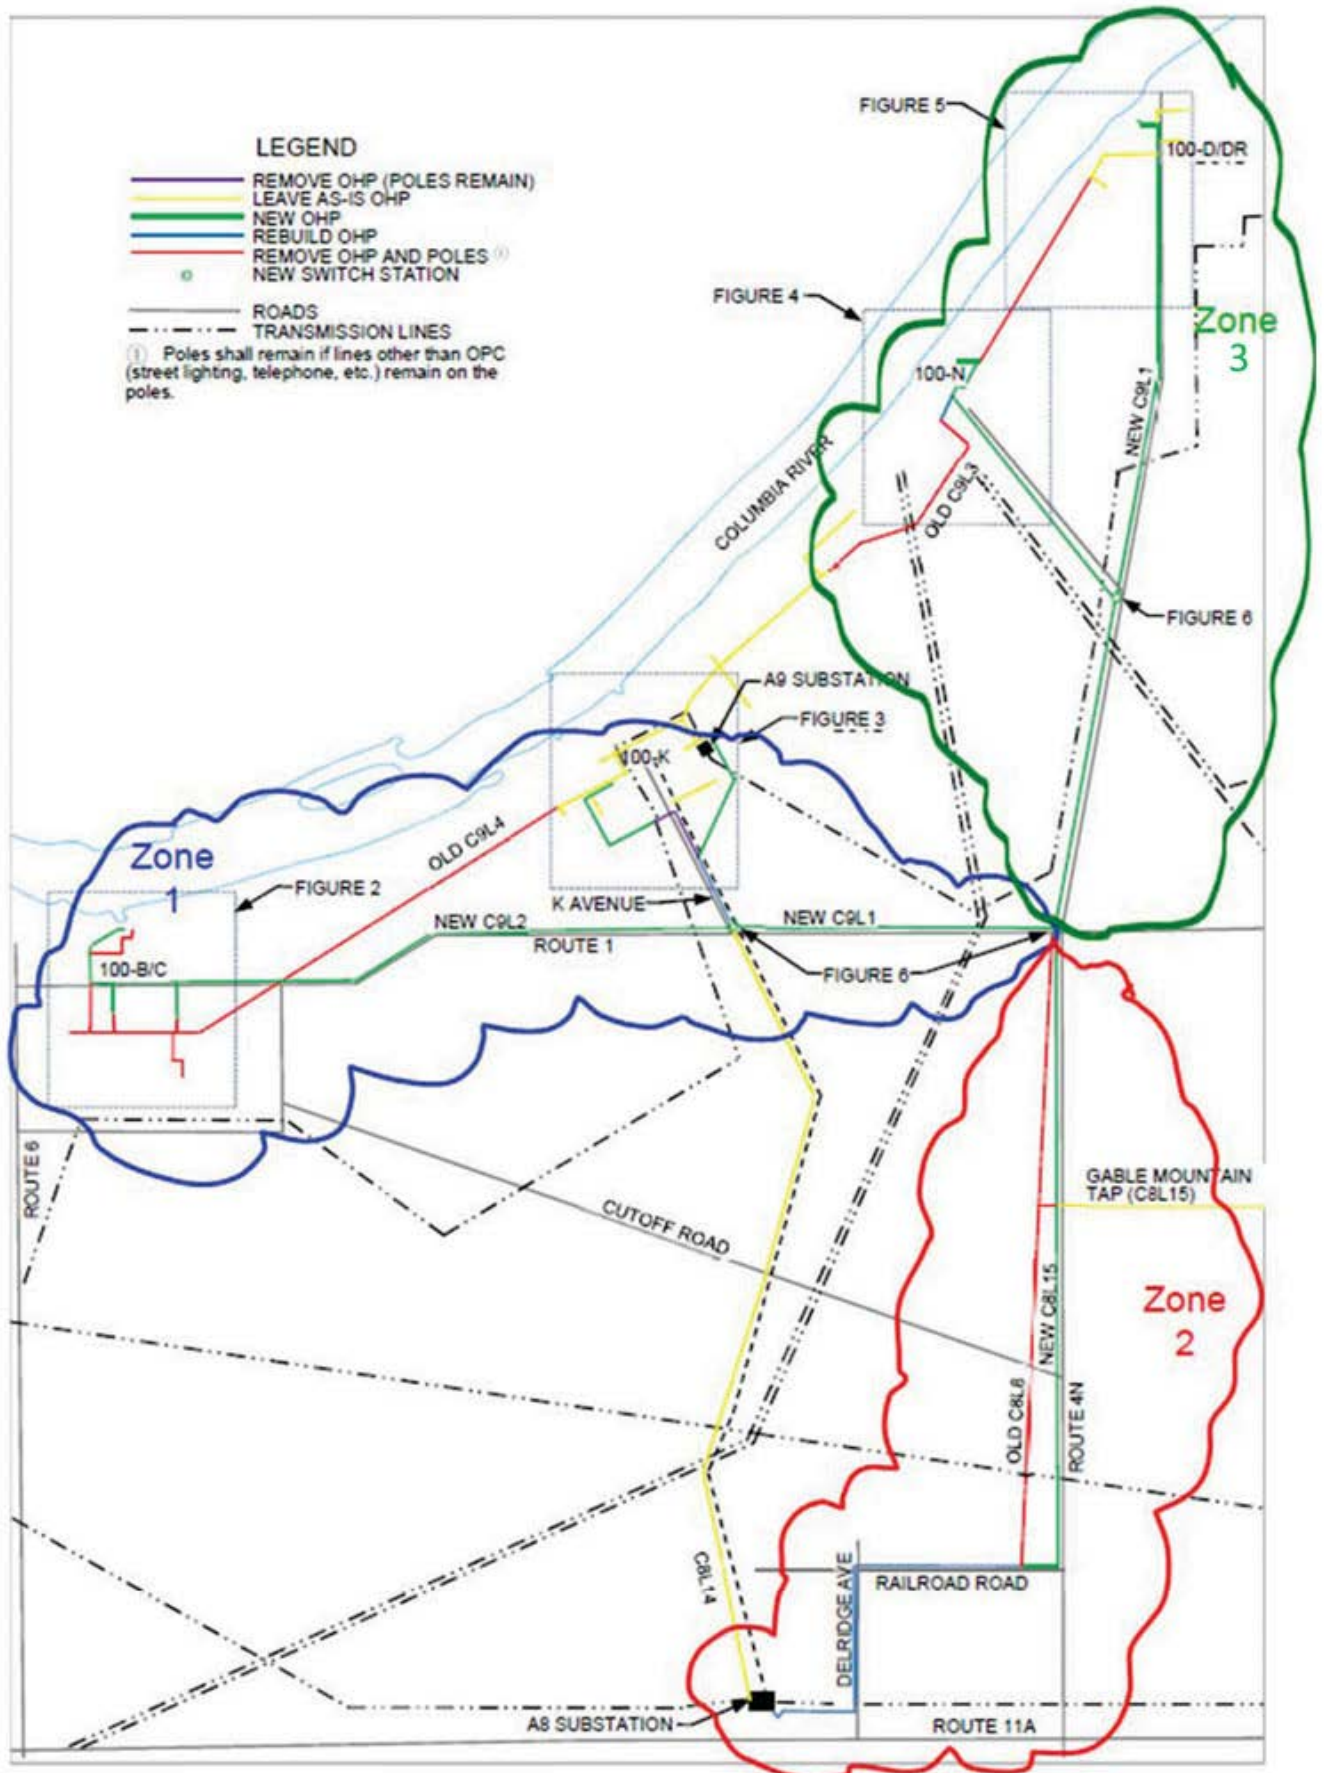 LEGEND
REMOVE OHP (POLES REMAIN)
LEAVE AS-IS OHP
NEW OHP
REBUILD OHP
REMOVE OHP AND POLES ①
NEW SWITCH STATION
ROADS
TRANSMISSION LINES
① Poles shall remain if lines other than OPC
(street lighting, telephone, etc.) remain on the
poles.
FIGURE 5
100-D/DR
FIGURE 4
Zone
3
100-N
NEW C9L1
COLUMBIA RIVER
OLD C9L3
FIGURE 6
A9 SUBSTATION
FIGURE 3
100-K
OLD C9L4
Zone
1
FIGURE 2
K AVENUE
NEW C9L2
NEW C9L1
ROUTE 1
100-B/C
FIGURE 6
ROUTE 6
GABLE MOUNTAIN
TAP (C8L15)
CUTOFF ROAD
NEW C8L15
Zone
2
OLD C8L8
ROUTE 4N
C8L14
DELRIDGE AVE
RAILROAD ROAD
A8 SUBSTATION
ROUTE 11A